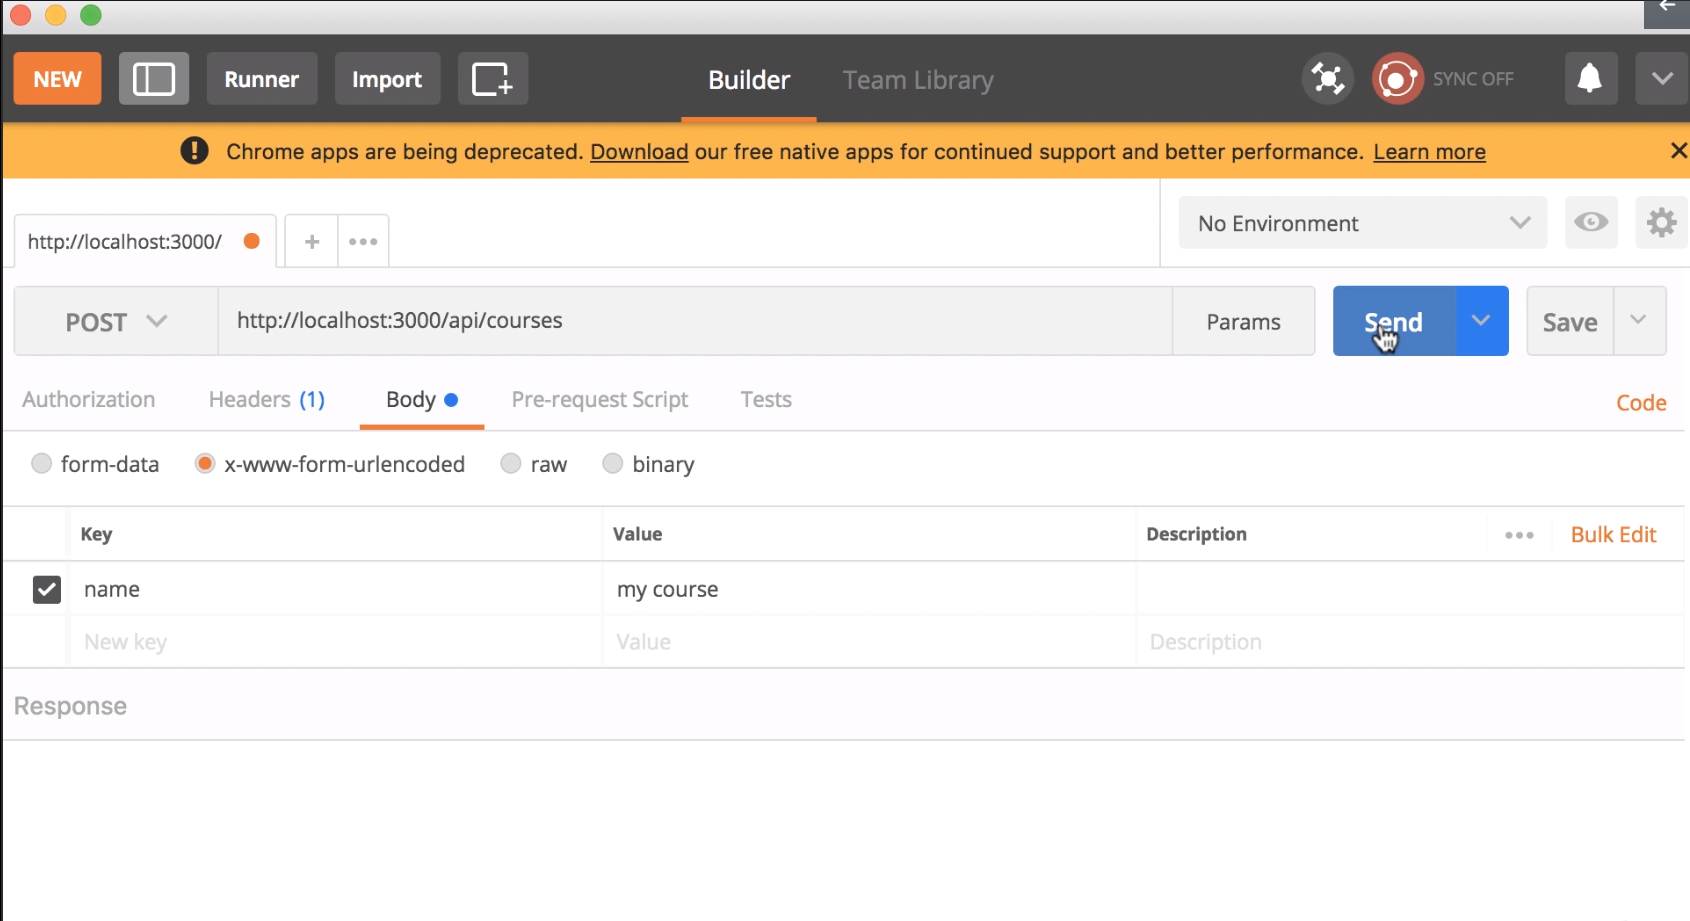 NEW Runner Import Builder Team Library SYNC OFF
Chrome apps are being deprecated. Download our free native apps for continued support and better performance. Learn more
http://localhost:3000/ No Environment
POST http://localhost:3000/api/courses Params Send Save
Authorization Headers (1) Body Pre-request Script Tests Code
form-data x-www-form-urlencoded raw binary
Key Value Description Bulk Edit
name my course
New key Value Description
Response